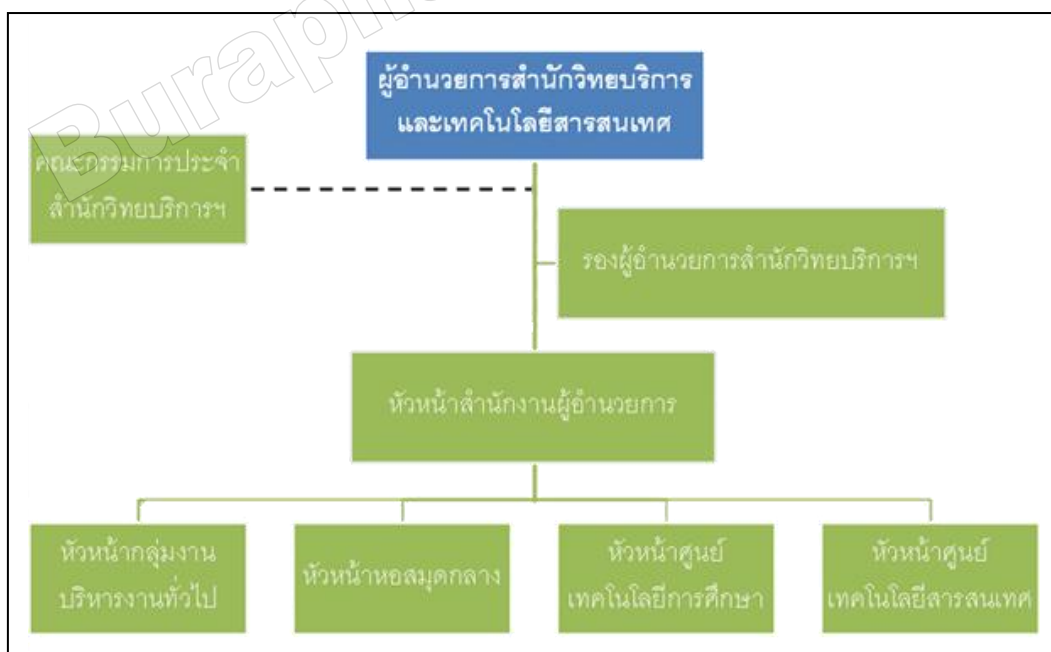 Burapha
ผู้อำนวยการสำนักวิทยบริการ
และเทคโนโลยีสารสนเทศ
คณะกรรมการประจำ
สำนักวิทยบริการฯ
รองผู้อำนวยการสำนักวิทยบริการฯ
หัวหน้าสำนักงานผู้อำนวยการ
หัวหน้ากลุ่มงาน
บริหารงานทั่วไป
หัวหน้าหอสมุดกลาง
หัวหน้าศูนย์
เทคโนโลยีการศึกษา
หัวหน้าศูนย์
เทคโนโลยีสารสนเทศ